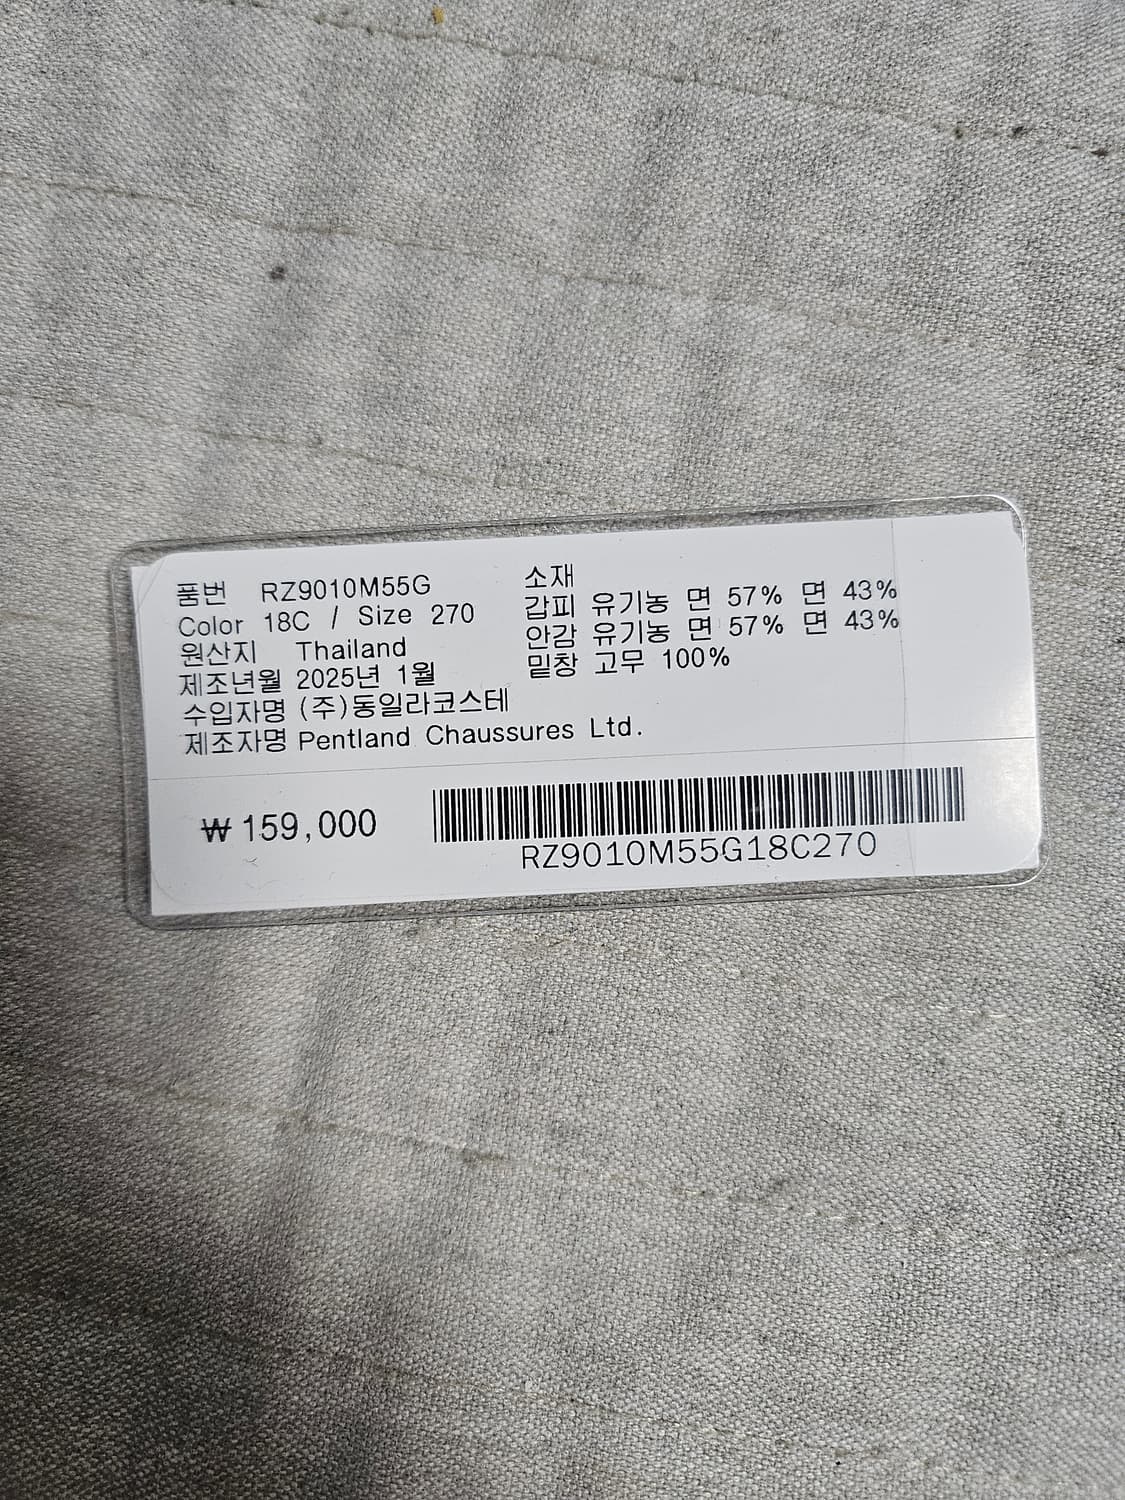 품번 RZ9010M55G
Color 18C / Size 270
원산지 Thailand
제조년월 2025년 1월
수입자명 (주)동일라코스테
제조자명 Pentland Chaussures Ltd.
소재
갑피 유기농 면 57% 면 43%
안감 유기농 면 57% 면 43%
밑창 고무 100%
₩ 159,000
RZ9010M55G18C270